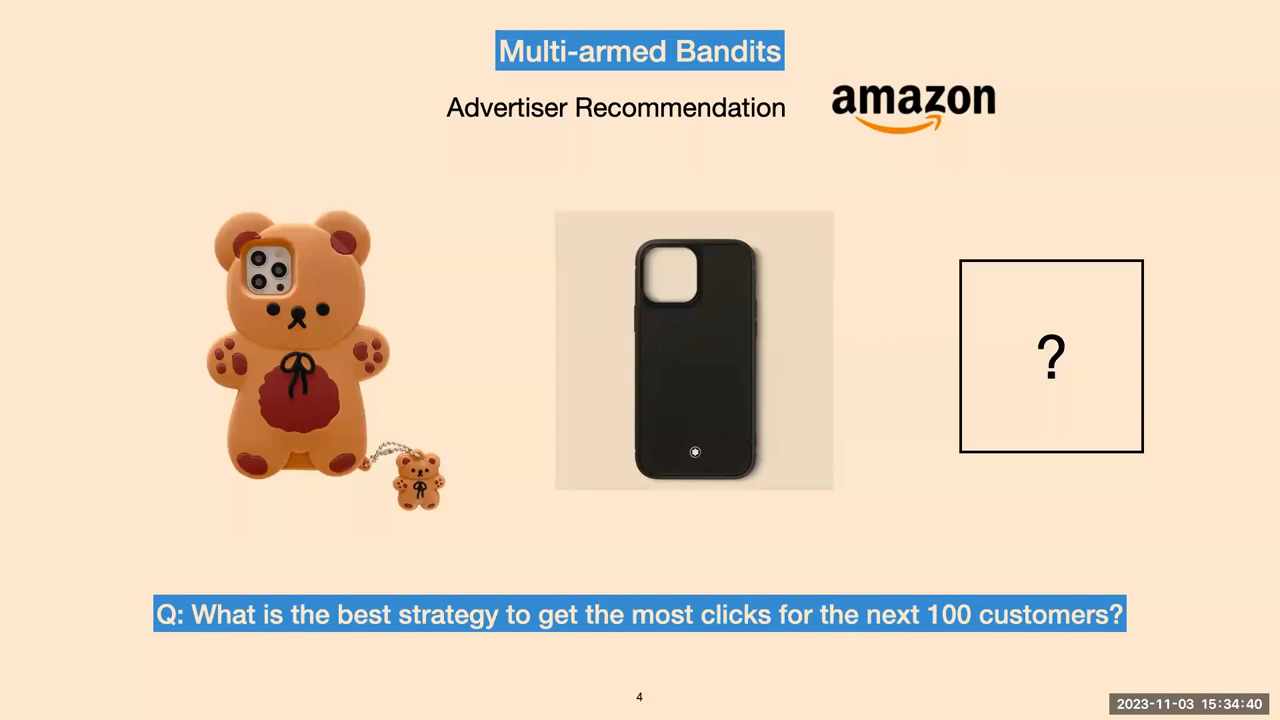 Multi-armed Bandits
Advertiser Recommendation
amazon
?
Q: What is the best strategy to get the most clicks for the next 100 customers?
4
2023-11-03 15:34:40